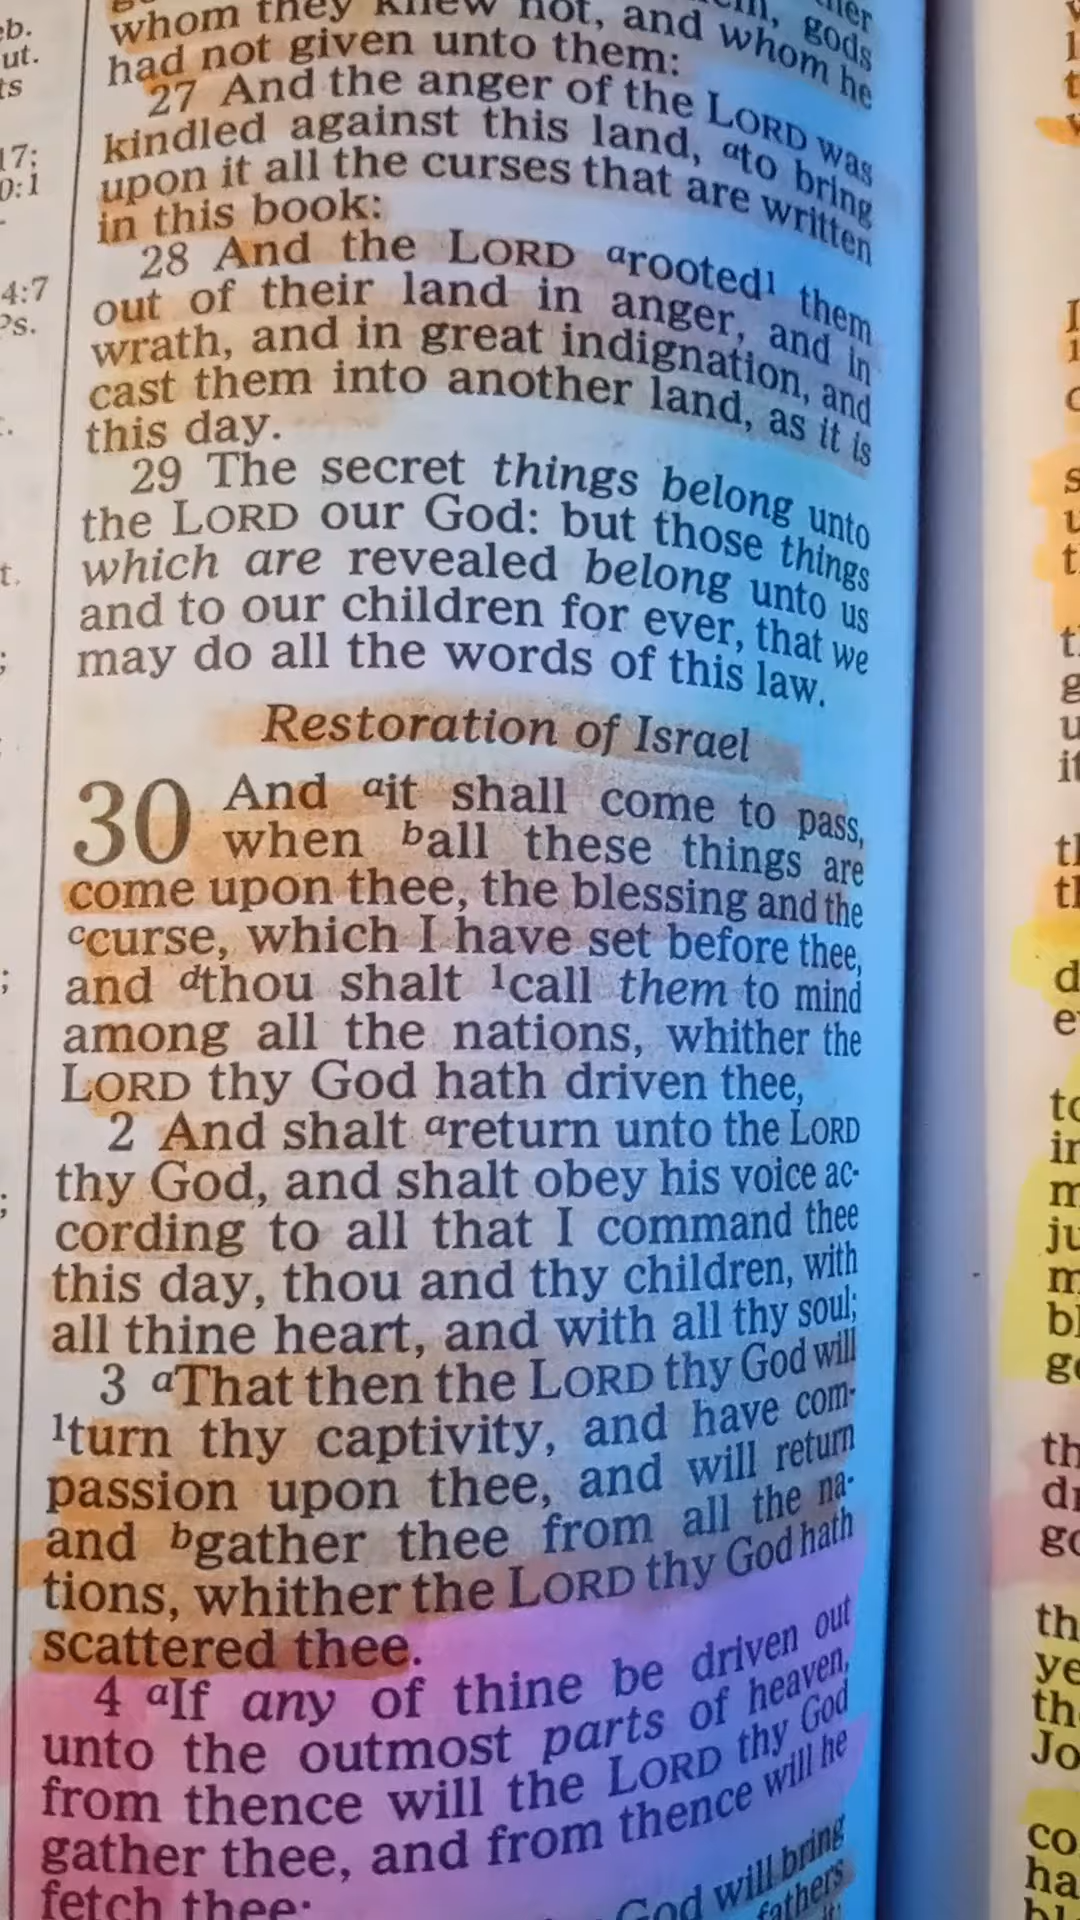 eb.
ut.
ts
17:
0:1
4:7
Ps.
whom they knew not, and whom he
had not given unto them:
27 And the anger of the LORD was
kindled against this land, ᵃto bring
upon it all the curses that are written
in this book:
28 And the LORD ᵃrooted¹ them
out of their land in anger, and in
wrath, and in great indignation, and
cast them into another land, as it is
this day.
29 The secret things belong unto
the LORD our God: but those things
which are revealed belong unto us
and to our children for ever, that we
may do all the words of this law.
Restoration of Israel
30 And ᵃit shall come to pass,
when ᵇall these things are
come upon thee, the blessing and the
ᶜcurse, which I have set before thee,
and ᵈthou shalt ¹call them to mind
among all the nations, whither the
LORD thy God hath driven thee,
2 And shalt ᵃreturn unto the LORD
thy God, and shalt obey his voice ac-
cording to all that I command thee
this day, thou and thy children, with
all thine heart, and with all thy soul;
3 ᵃThat then the LORD thy God will
¹turn thy captivity, and have com-
passion upon thee, and will return
and ᵇgather thee from all the na-
tions, whither the LORD thy God hath
scattered thee.
4 ᵃIf any of thine be driven out
unto the outmost parts of heaven,
from thence will the LORD thy God
gather thee, and from thence will he
fetch thee:
God will bring
fathers